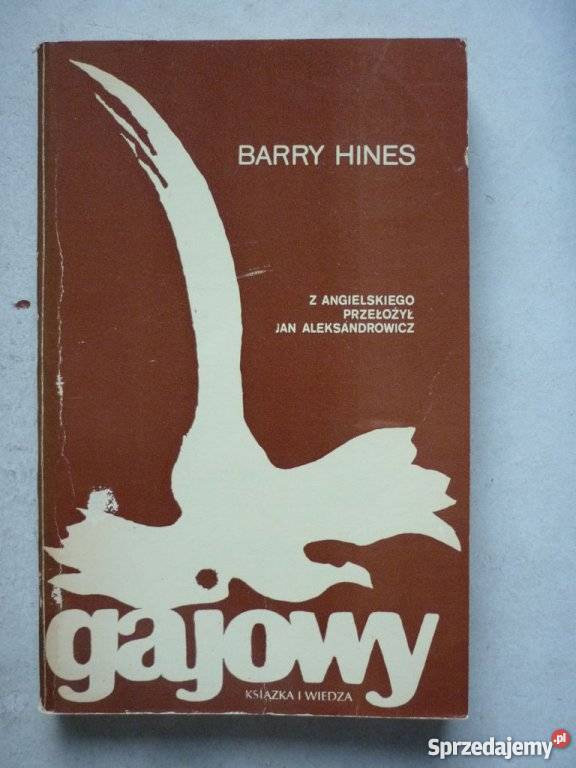 BARRY HINES
Z ANGIELSKIEGO
PRZEŁOŻYŁ
JAN ALEKSANDROWICZ
gajowy
KSIĄŻKA I WIEDZA
Sprzedajemy.pl